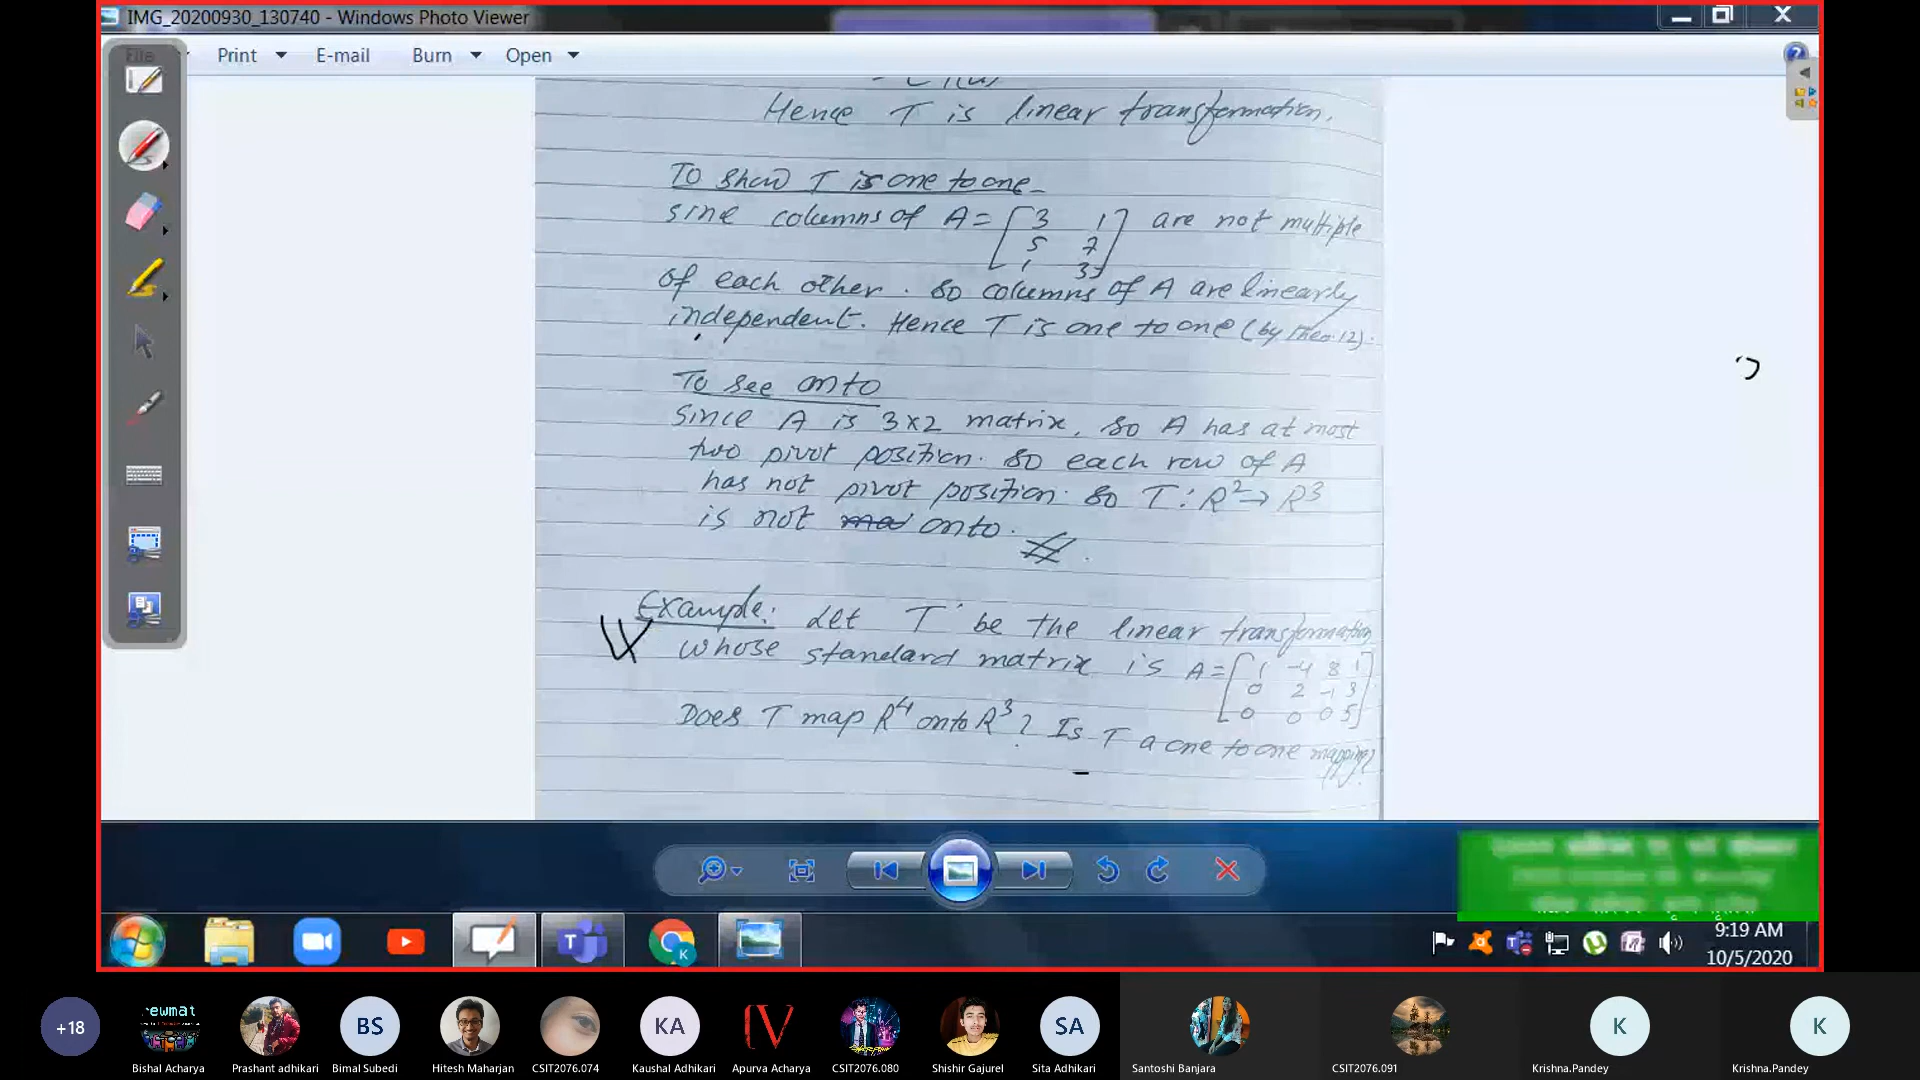 IMG_20200930_130740 - Windows Photo Viewer
File Print E-mail Burn Open
Hence T is linear transformation.
To show T is one to one -
sine columns of A = [3 1] are not multiple
5 7
1 3
of each other. So columns of A are linearly
independent. Hence T is one to one (by Theo. 12).
To see onto
Since A is 3x2 matrix, so A has at most
two pivot position. So each row of A
has not pivot position. So T: R² → R³
is not onto.
Example: Let T be the linear transformation
whose standard matrix is A = [1 -4 8 1]
0 2 -1 3
0 0 0 5
Does T map R⁴ onto R³? Is T a one to one mapping?
9:19 AM
10/5/2020
+18
ewmat
BS
KA
SA
K
K
Bishal Acharya
Prashant adhikari
Bimal Subedi
Hitesh Maharjan
CSIT2076.074
Kaushal Adhikari
Apurva Acharya
CSIT2076.080
Shishir Gajurel
Sita Adhikari
Santoshi Banjara
CSIT2076.091
Krishna.Pandey
Krishna.Pandey